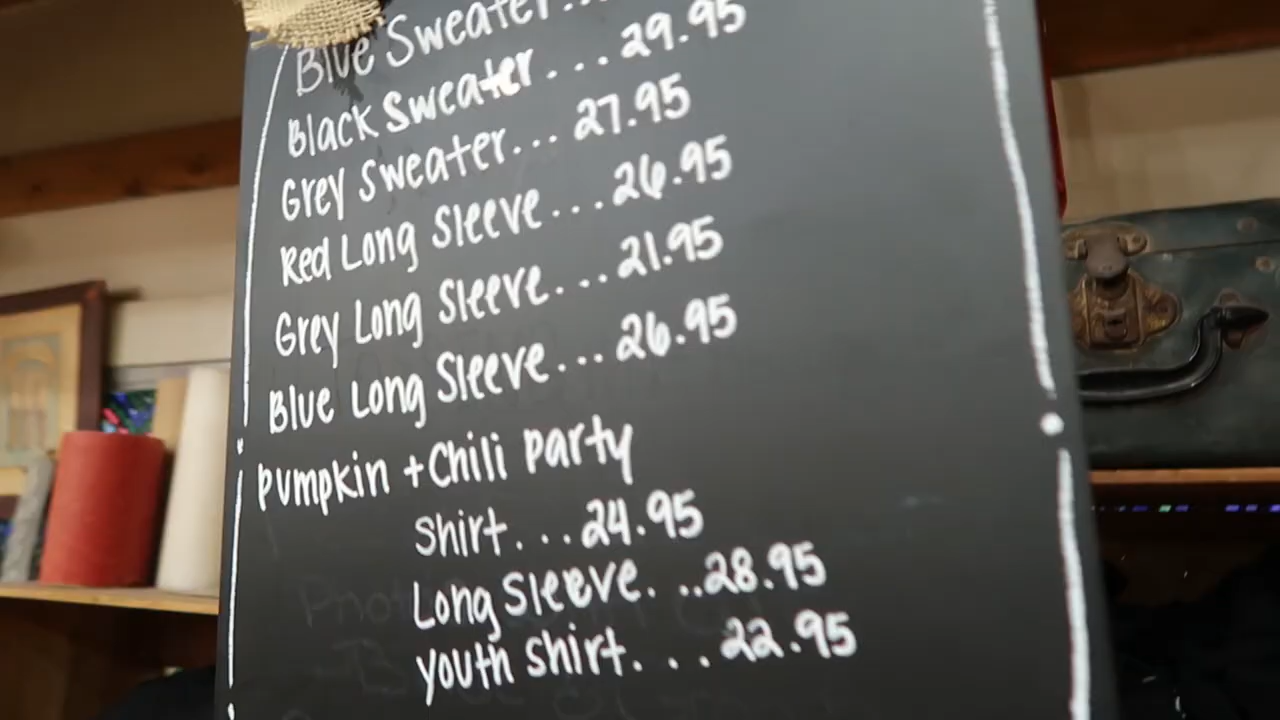 Blue Sweater...
Black Sweater...29.95
Grey Sweater...27.95
Red Long Sleeve...26.95
Grey Long Sleeve...21.95
Blue Long Sleeve...26.95
Pumpkin + Chili Party
Shirt...24.95
Long Sleeve...28.95
Youth Shirt...22.95